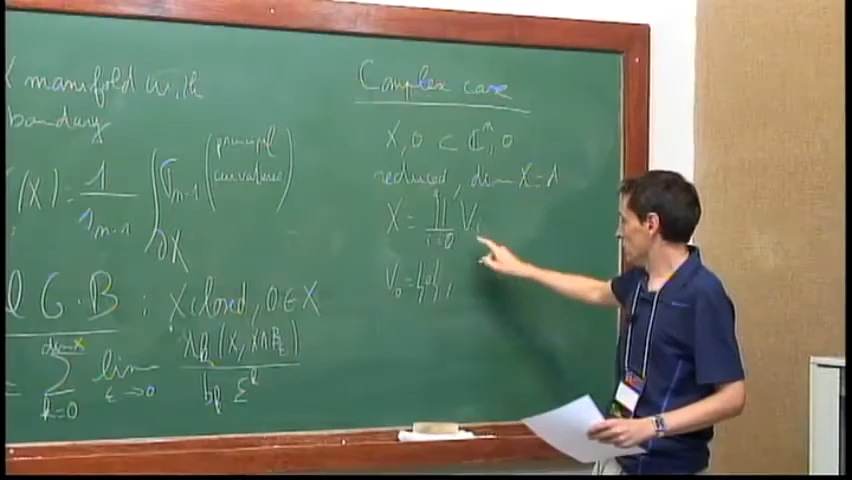 X manifold with
boundary
(X) = 1/s_{n-1} ∫_{∂X} σ_{n-1} (principal curvatures)
l G.B : X closed, 0 ∈ X
= Σ_{k=0}^{dim X} lim_{ε→0} Λ_k(X, X∩B_ε) / b_k ε^k
Complex case
X,0 ⊂ ℂ^n,0
reduced, dim X = d
X = ∐_{i=0} V_i
V_0 = {0},